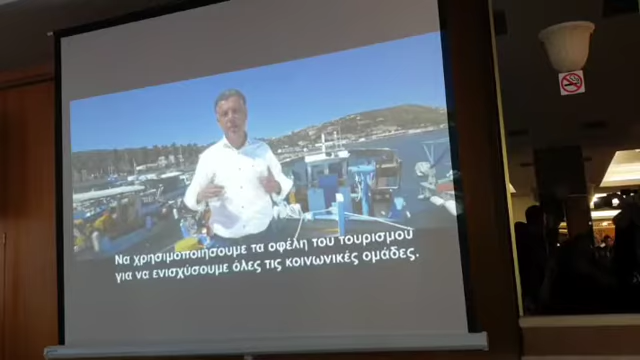 Να χρησιμοποιήσουμε τα οφέλη του τουρισμού
για να ενισχύσουμε όλες τις κοινωνικές ομάδες.